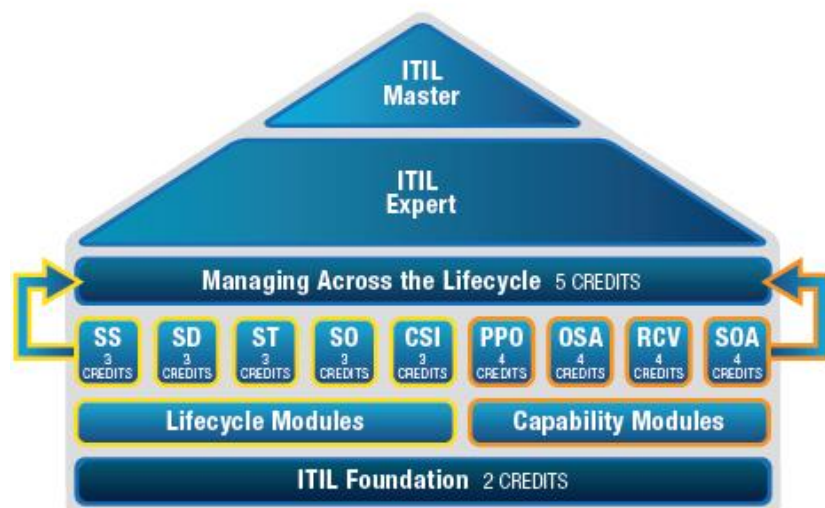 ITIL
Master
ITIL
Expert
Managing Across the Lifecycle 5 CREDITS
SS
3
CREDITS
SD
3
CREDITS
ST
3
CREDITS
SO
3
CREDITS
CSI
3
CREDITS
PPO
4
CREDITS
OSA
4
CREDITS
RCV
4
CREDITS
SOA
4
CREDITS
Lifecycle Modules
Capability Modules
ITIL Foundation 2 CREDITS